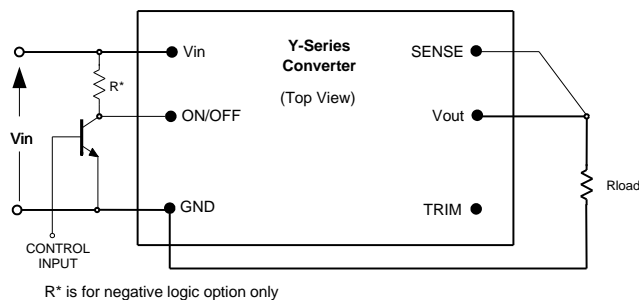 Y-Series
Converter
(Top View)
Vin
SENSE
R*
ON/OFF
Vout
Vin
Rload
GND
TRIM
CONTROL
INPUT
R* is for negative logic option only